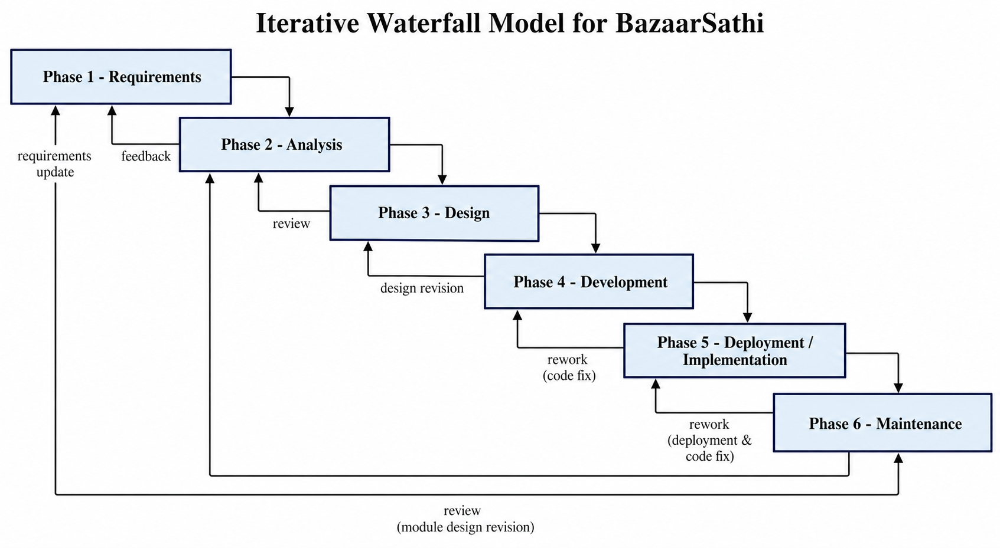 Iterative Waterfall Model for BazaarSathi
Phase 1 - Requirements
Phase 2 - Analysis
requirements
update
feedback
Phase 3 - Design
review
Phase 4 - Development
design revision
Phase 5 - Deployment /
Implementation
rework
(code fix)
Phase 6 - Maintenance
rework
(deployment &
code fix)
review
(module design revision)